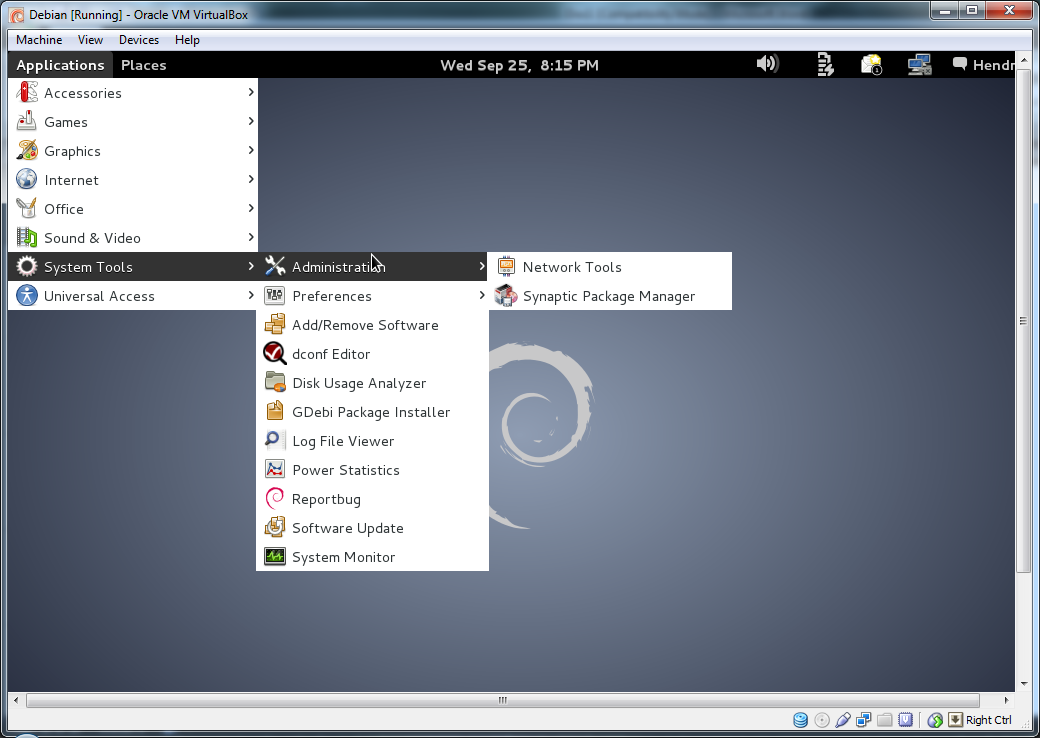 Debian [Running] - Oracle VM VirtualBox
Machine View Devices Help
Applications Places Wed Sep 25, 8:15 PM 1 Hendr
Accessories
Games
Graphics
Internet
Office
Sound & Video
System Tools Administration Network Tools
Universal Access Preferences Synaptic Package Manager
Add/Remove Software
dconf Editor
Disk Usage Analyzer
GDebi Package Installer
Log File Viewer
Power Statistics
Reportbug
Software Update
System Monitor
Right Ctrl